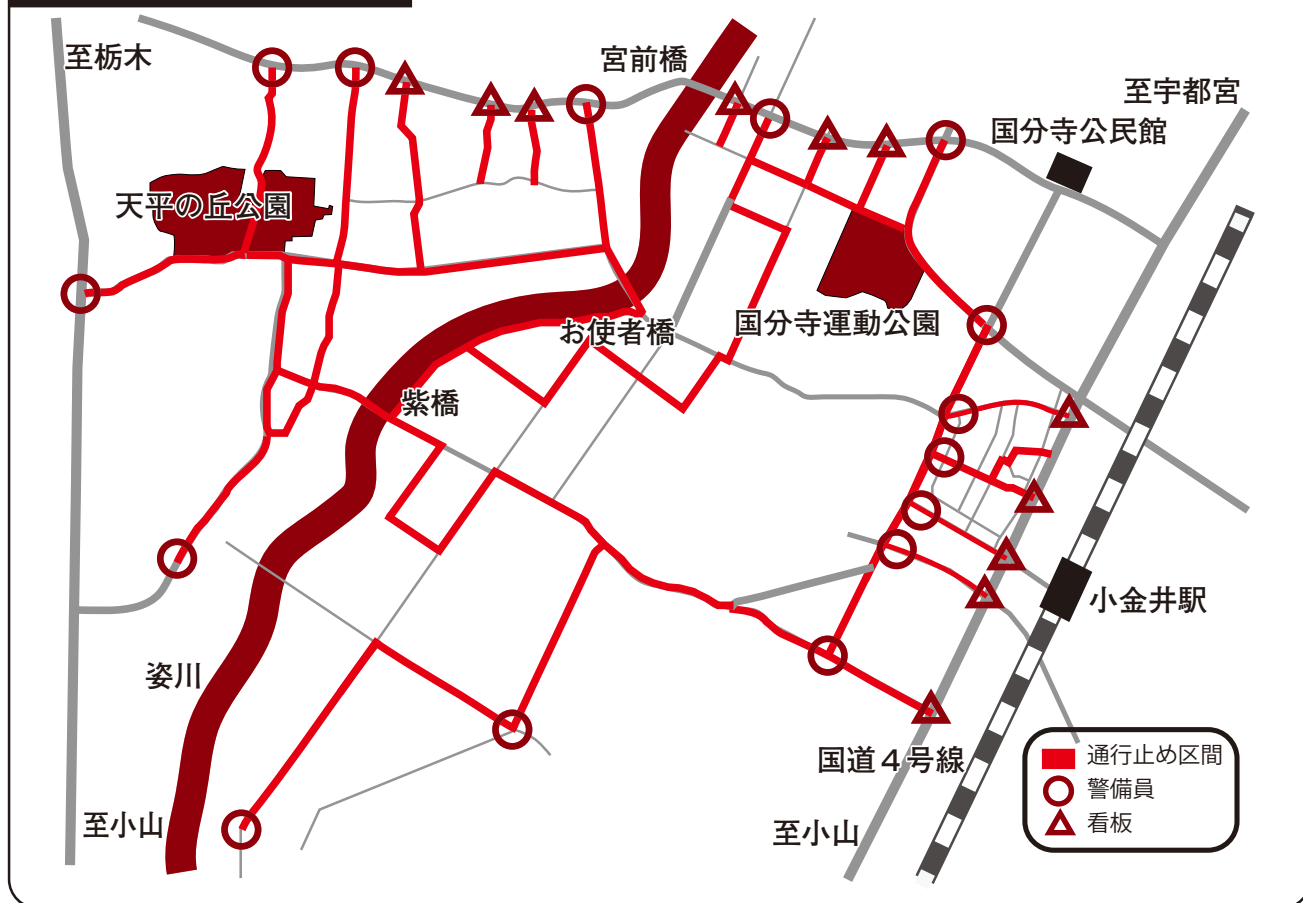 至栃木
宮前橋
至宇都宮
国分寺公民館
天平の丘公園
国分寺運動公園
お使者橋
紫橋
小金井駅
姿川
国道４号線
至小山
至小山
通行止め区間
警備員
看板